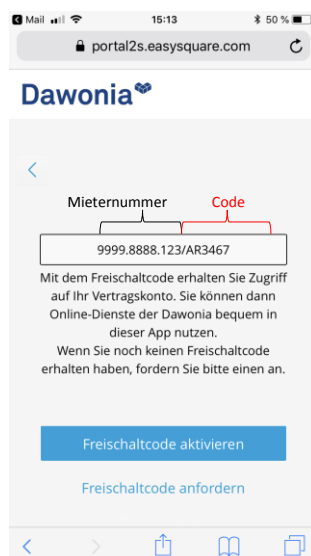 Mail 15:13 50 %
portal2s.easysquare.com
Dawonia
Mieternummer Code
9999.8888.123/AR3467
Mit dem Freischaltcode erhalten Sie Zugriff
auf Ihr Vertragskonto. Sie können dann
Online-Dienste der Dawonia bequem in
dieser App nutzen.
Wenn Sie noch keinen Freischaltcode
erhalten haben, fordern Sie bitte einen an.
Freischaltcode aktivieren
Freischaltcode anfordern